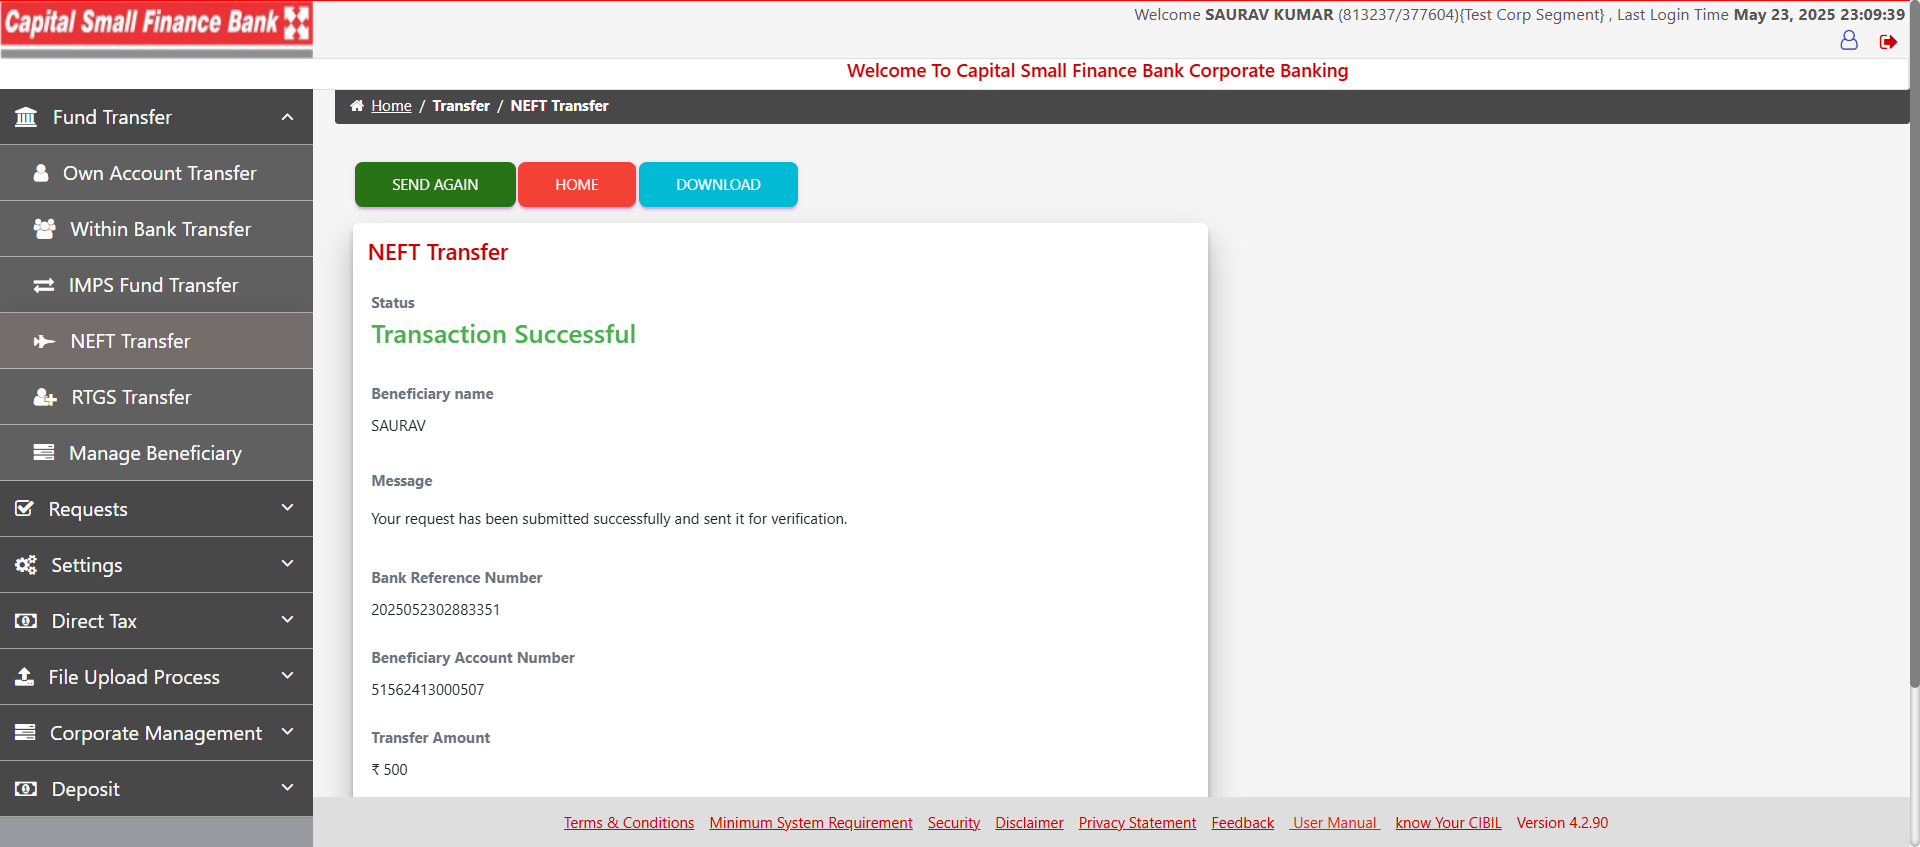 Capital Small Finance Bank
Welcome SAURAV KUMAR (813237/377604){Test Corp Segment} , Last Login Time May 23, 2025 23:09:39
Welcome To Capital Small Finance Bank Corporate Banking
Home / Transfer / NEFT Transfer
Fund Transfer
Own Account Transfer
Within Bank Transfer
IMPS Fund Transfer
NEFT Transfer
RTGS Transfer
Manage Beneficiary
Requests
Settings
Direct Tax
File Upload Process
Corporate Management
Deposit
SEND AGAIN HOME DOWNLOAD
NEFT Transfer
Status
Transaction Successful
Beneficiary name
SAURAV
Message
Your request has been submitted successfully and sent it for verification.
Bank Reference Number
2025052302883351
Beneficiary Account Number
51562413000507
Transfer Amount
₹ 500
Terms & Conditions Minimum System Requirement Security Disclaimer Privacy Statement Feedback User Manual know Your CIBIL Version 4.2.90